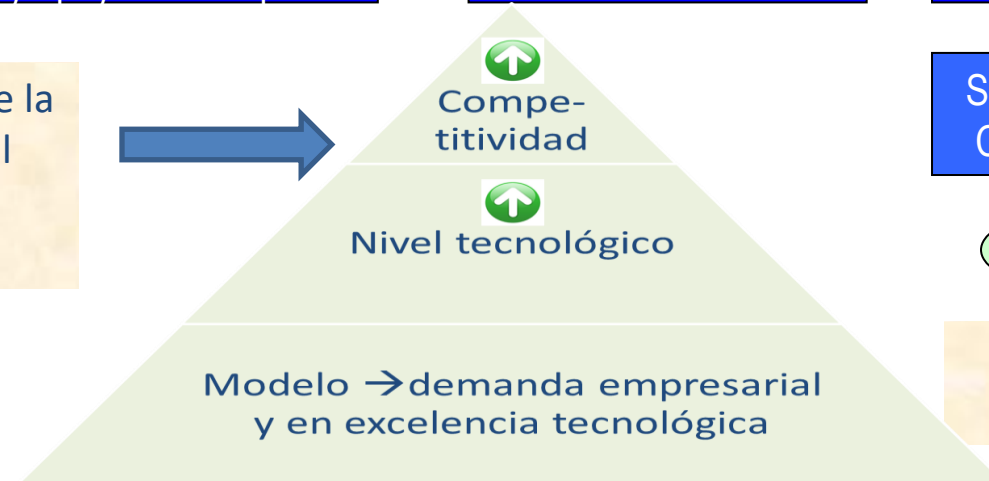 e la
l
Compe-
titividad
S
C
Nivel tecnológico
Modelo →demanda empresarial
y en excelencia tecnológica